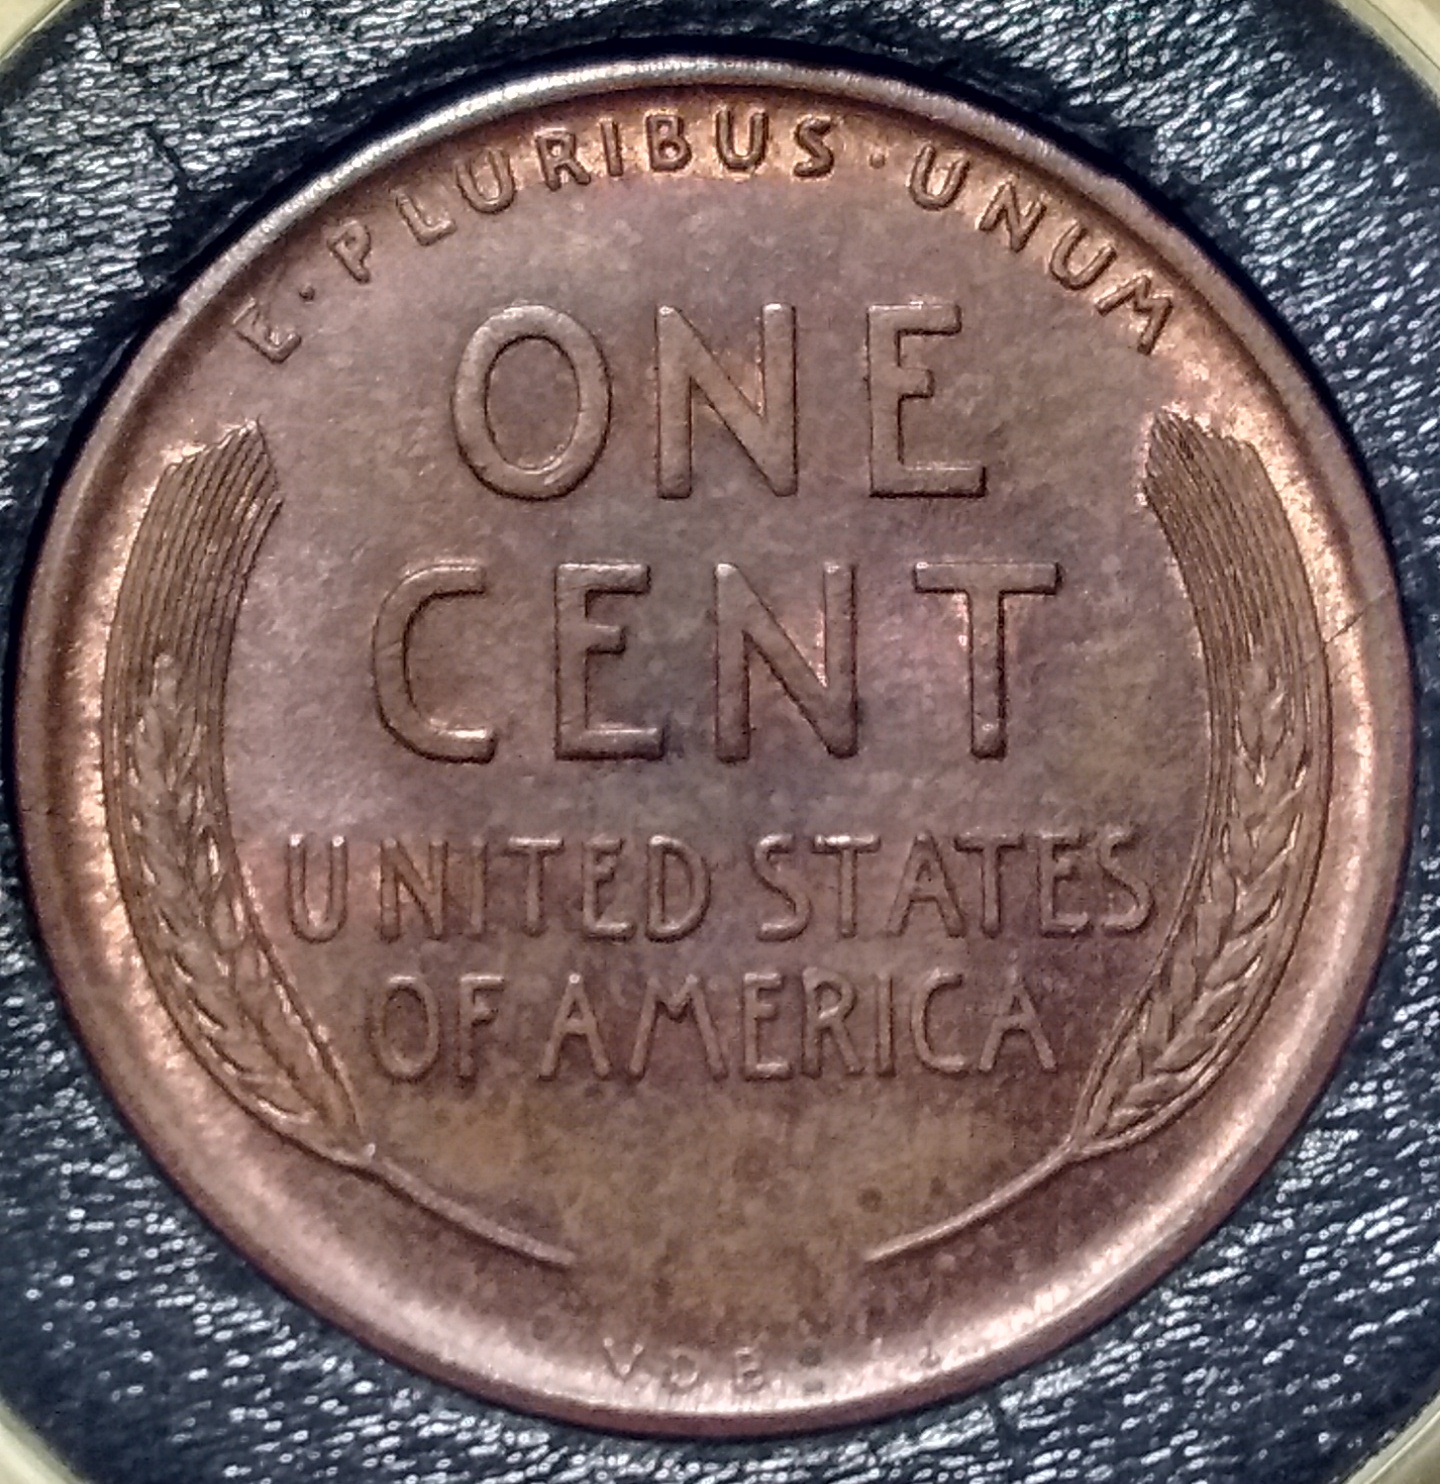 E·PLURIBUS·UNUM
ONE
CENT
UNITED STATES
OF AMERICA
V D B